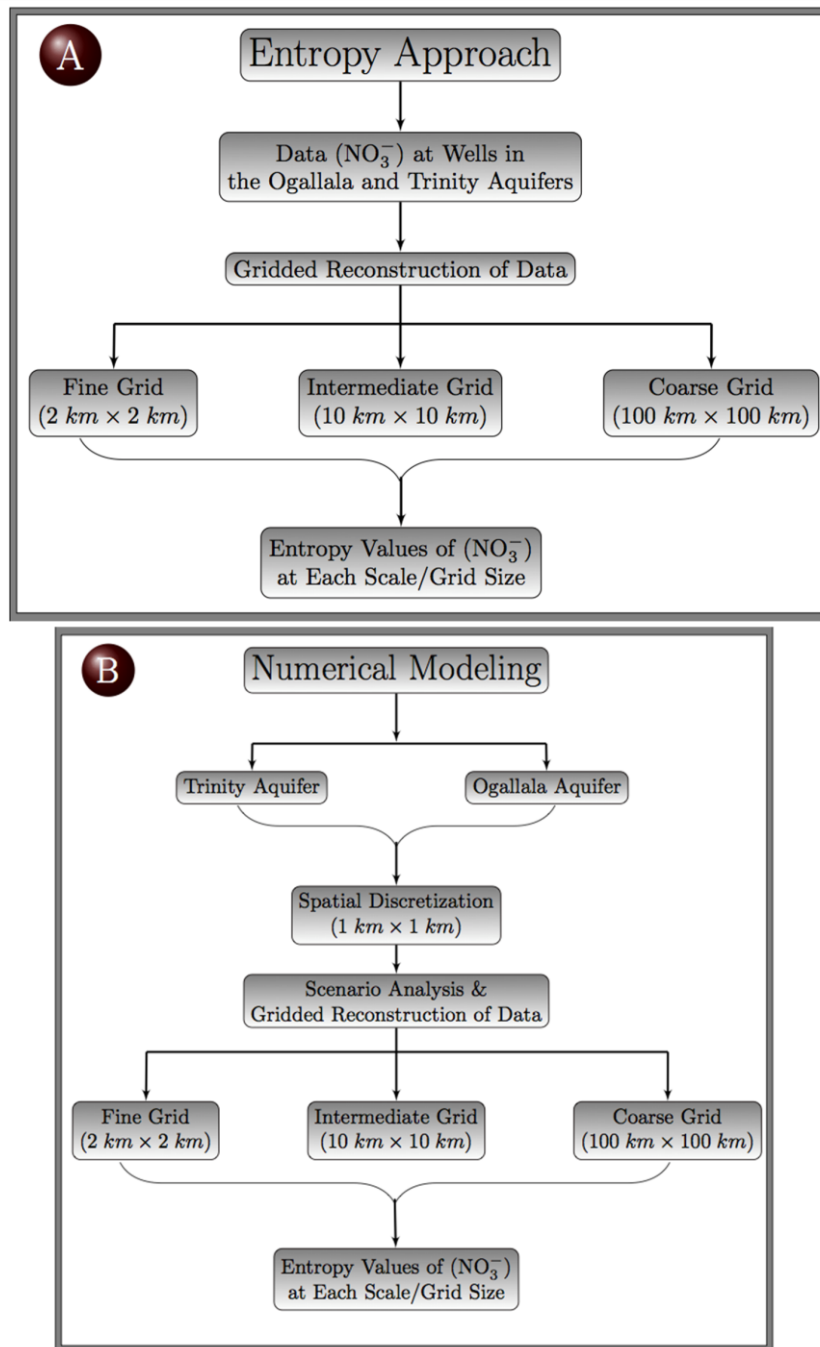 A
Entropy Approach
Data (NO₃⁻) at Wells in
the Ogallala and Trinity Aquifers
Gridded Reconstruction of Data
Fine Grid
(2 km × 2 km)
Intermediate Grid
(10 km × 10 km)
Coarse Grid
(100 km × 100 km)
Entropy Values of (NO₃⁻)
at Each Scale/Grid Size
B
Numerical Modeling
Trinity Aquifer
Ogallala Aquifer
Spatial Discretization
(1 km × 1 km)
Scenario Analysis &
Gridded Reconstruction of Data
Fine Grid
(2 km × 2 km)
Intermediate Grid
(10 km × 10 km)
Coarse Grid
(100 km × 100 km)
Entropy Values of (NO₃⁻)
at Each Scale/Grid Size